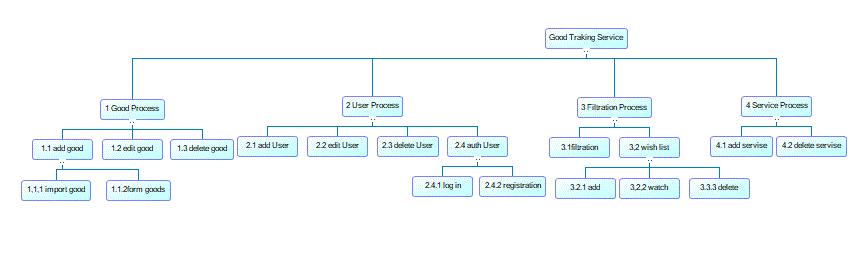 Good Traking Service
1 Good Process
2 User Process
3 Filtration Process
4 Service Process
1.1 add good
1.2 edit good
1.3 delete good
2.1 add User
2.2 edit User
2.3 delete User
2.4 auth User
3.1filtration
3,2 wish list
4.1 add servise
4.2 delete servise
1,1,1 import good
1.1.2form goods
2.4.1 log in
2.4.2 registration
3.2.1 add
3,2,2 watch
3.3.3 delete